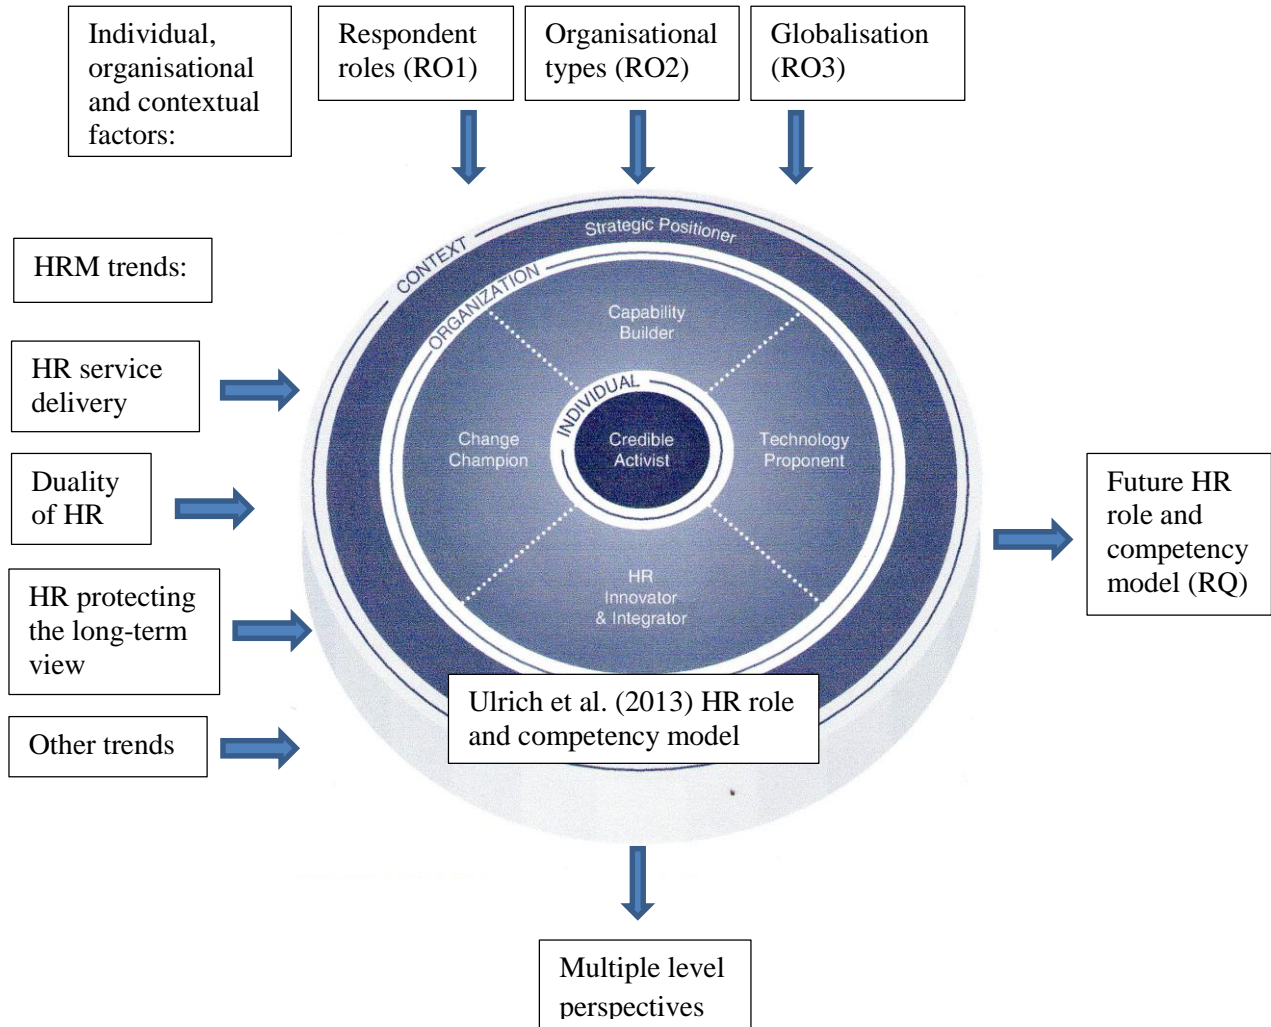 Individual,
organisational
and contextual
factors:
Respondent
roles (RO1)
Organisational
types (RO2)
Globalisation
(RO3)
HRM trends:
HR service
delivery
Duality
of HR
HR protecting
the long-term
view
Other trends
CONTEXT
Strategic Positioner
ORGANIZATION
Capability
Builder
INDIVIDUAL
Change
Champion
Credible
Activist
Technology
Proponent
HR
Innovator
& Integrator
Ulrich et al. (2013) HR role
and competency model
Future HR
role and
competency
model (RQ)
Multiple level
perspectives